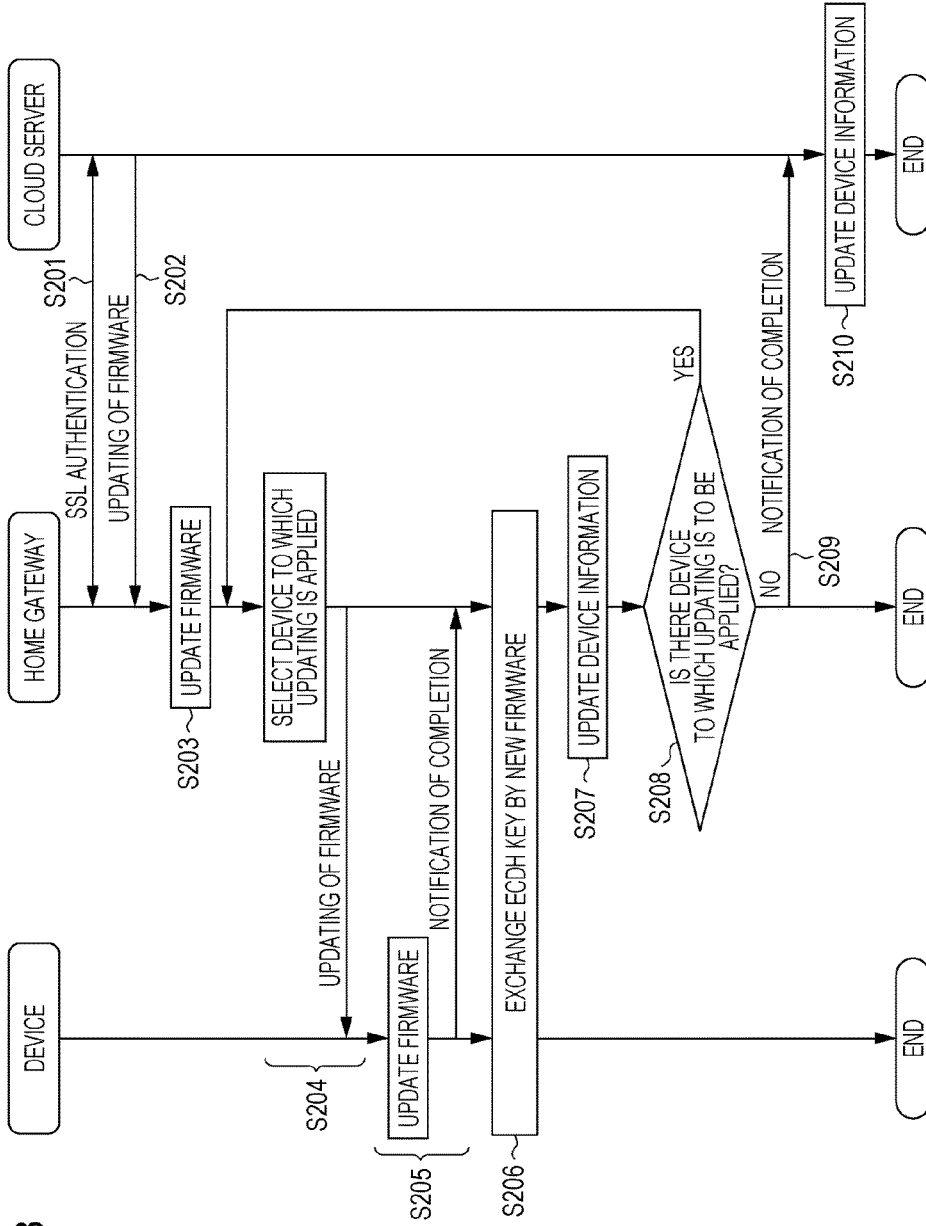 DEVICE
HOME GATEWAY
CLOUD SERVER
SSL AUTHENTICATION
S201
UPDATING OF FIRMWARE
S202
UPDATE FIRMWARE
S203
SELECT DEVICE TO WHICH
UPDATING IS APPLIED
UPDATING OF FIRMWARE
S204
UPDATE FIRMWARE
S205
NOTIFICATION OF COMPLETION
EXCHANGE ECDH KEY BY NEW FIRMWARE
S206
UPDATE DEVICE INFORMATION
S207
IS THERE DEVICE
TO WHICH UPDATING IS TO BE
APPLIED?
S208
YES
NO
NOTIFICATION OF COMPLETION
S209
UPDATE DEVICE INFORMATION
S210
END
END
END